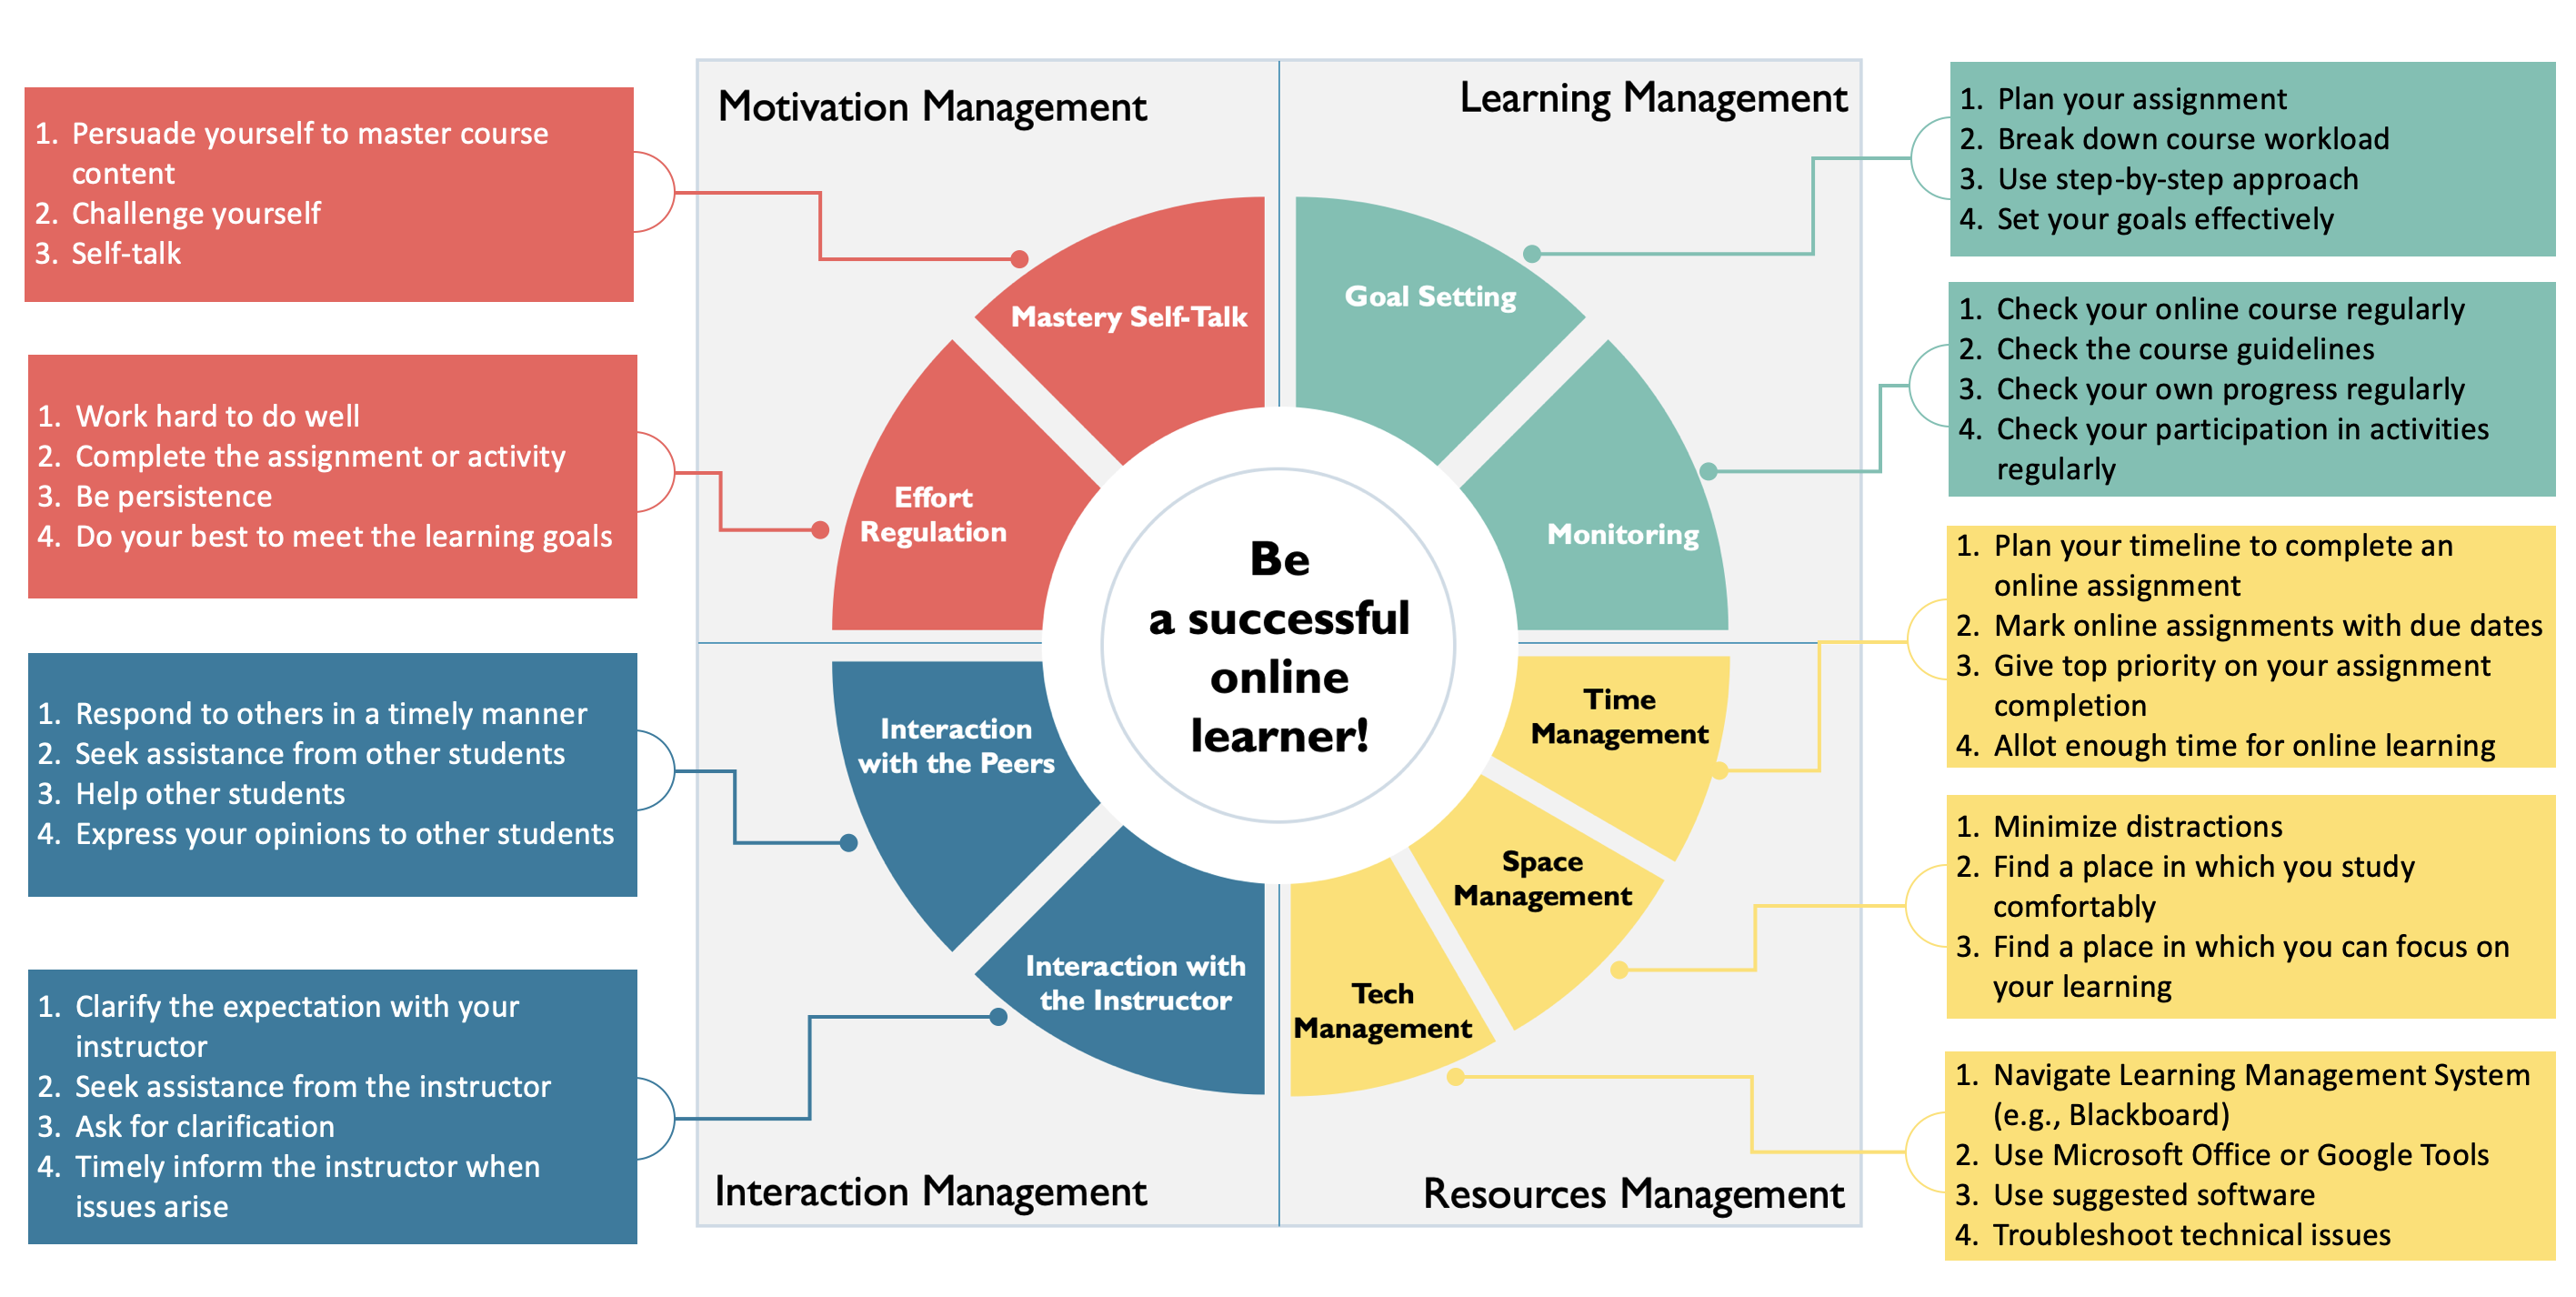 Motivation Management
Learning Management
1. Persuade yourself to master course
content
2. Challenge yourself
3. Self-talk
1. Work hard to do well
2. Complete the assignment or activity
3. Be persistence
4. Do your best to meet the learning goals
1. Respond to others in a timely manner
2. Seek assistance from other students
3. Help other students
4. Express your opinions to other students
1. Clarify the expectation with your
instructor
2. Seek assistance from the instructor
3. Ask for clarification
4. Timely inform the instructor when
issues arise
Mastery Self-Talk
Effort
Regulation
Goal Setting
Monitoring
Be
a successful
online
learner!
Interaction
with the Peers
Interaction with
the Instructor
Time
Management
Space
Management
Tech
Management
Interaction Management
Resources Management
1. Plan your assignment
2. Break down course workload
3. Use step-by-step approach
4. Set your goals effectively
1. Check your online course regularly
2. Check the course guidelines
3. Check your own progress regularly
4. Check your participation in activities
regularly
1. Plan your timeline to complete an
online assignment
2. Mark online assignments with due dates
3. Give top priority on your assignment
completion
4. Allot enough time for online learning
1. Minimize distractions
2. Find a place in which you study
comfortably
3. Find a place in which you can focus on
your learning
1. Navigate Learning Management System
(e.g., Blackboard)
2. Use Microsoft Office or Google Tools
3. Use suggested software
4. Troubleshoot technical issues